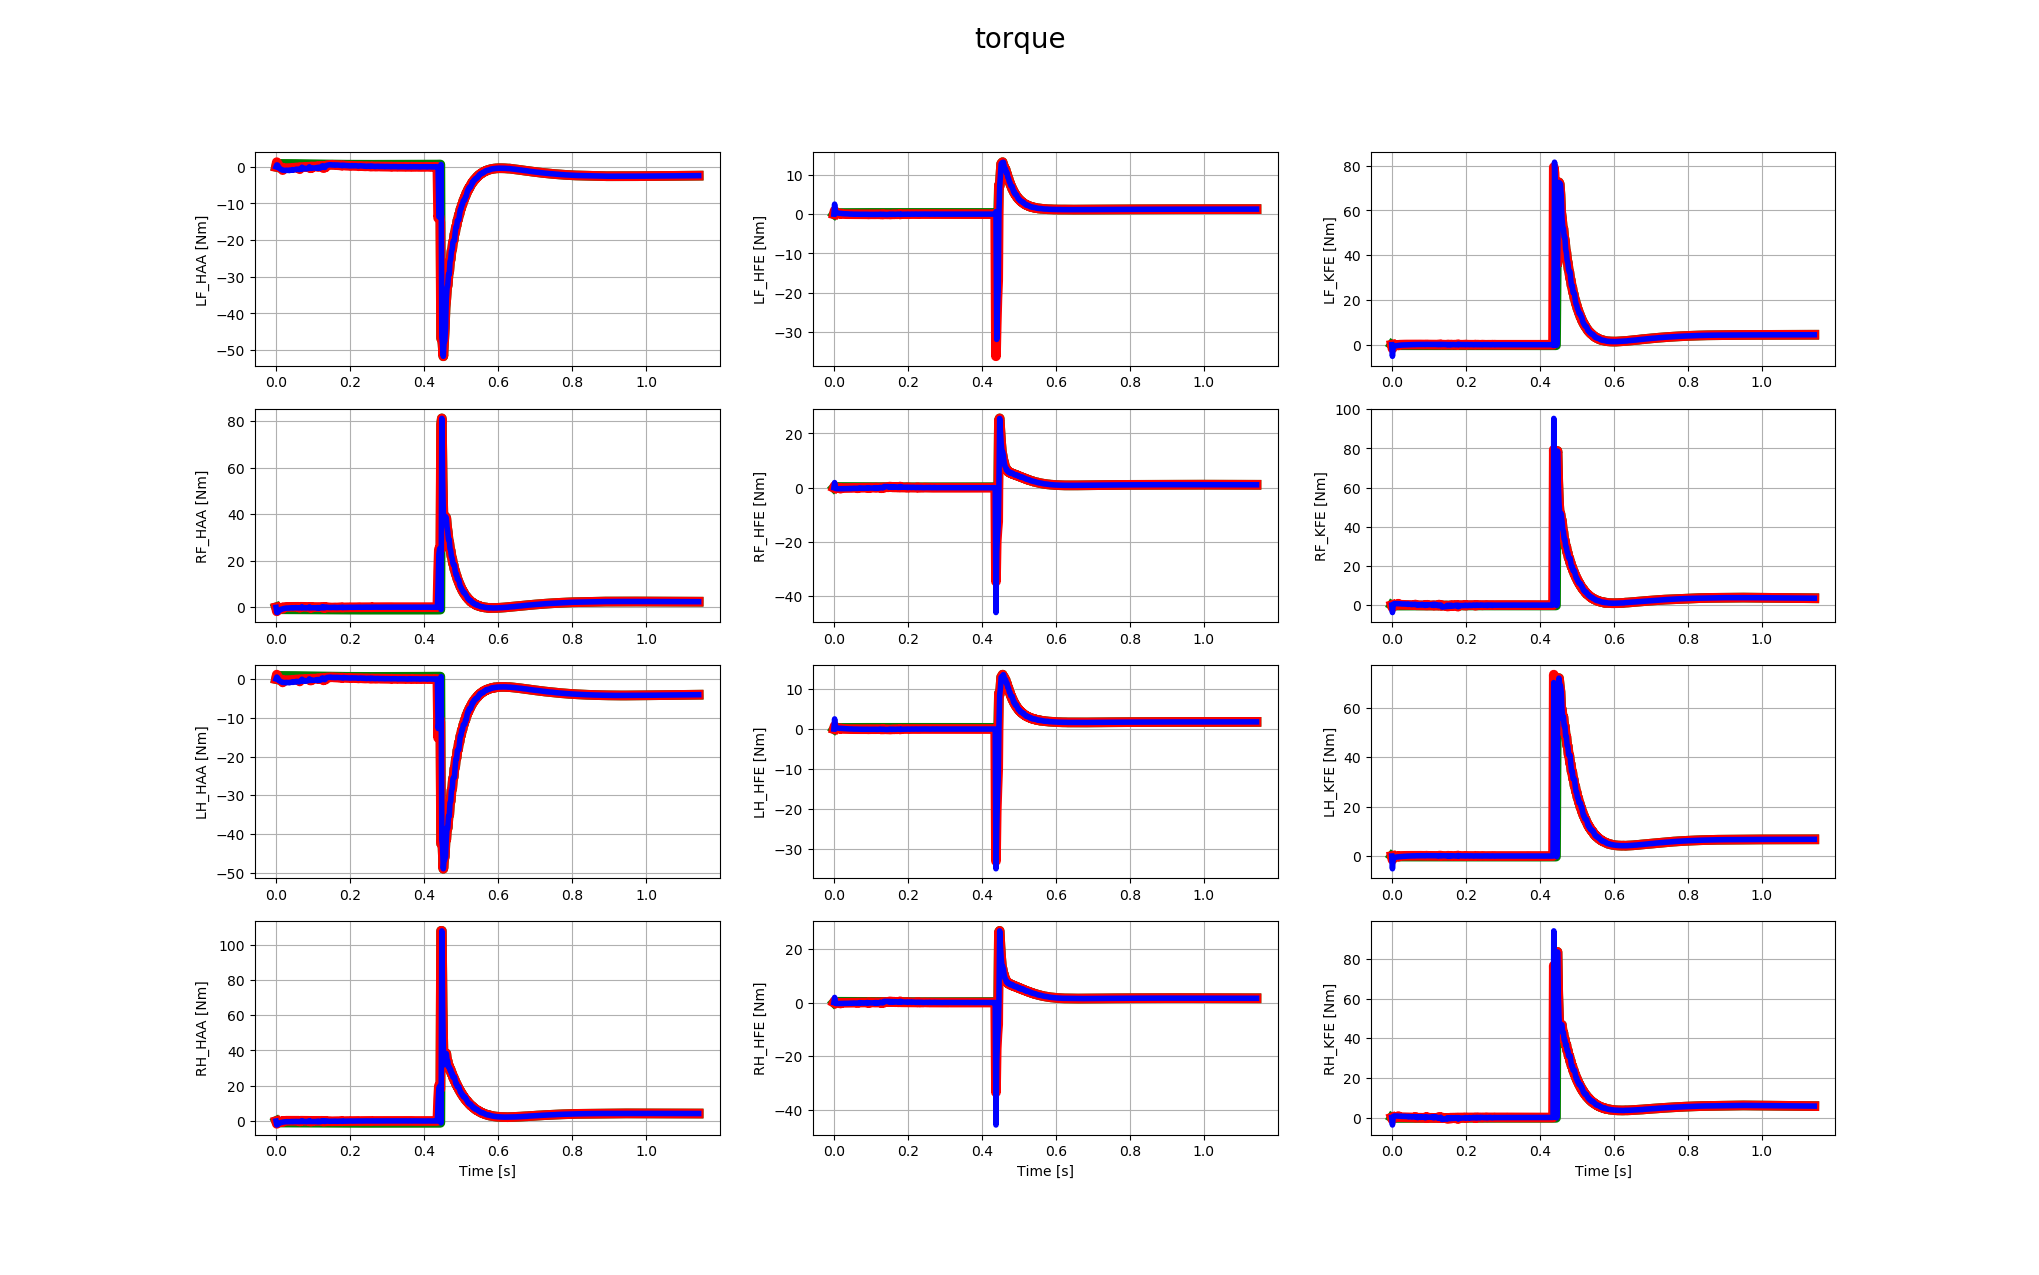 torque
LF_HAA [Nm]
0
−10
−20
−30
−40
−50
0.0 0.2 0.4 0.6 0.8 1.0
LF_HFE [Nm]
10
0
−10
−20
−30
0.0 0.2 0.4 0.6 0.8 1.0
LF_KFE [Nm]
80
60
40
20
0
0.0 0.2 0.4 0.6 0.8 1.0
RF_HAA [Nm]
80
60
40
20
0
0.0 0.2 0.4 0.6 0.8 1.0
RF_HFE [Nm]
20
0
−20
−40
0.0 0.2 0.4 0.6 0.8 1.0
RF_KFE [Nm]
100
80
60
40
20
0
0.0 0.2 0.4 0.6 0.8 1.0
LH_HAA [Nm]
0
−10
−20
−30
−40
−50
0.0 0.2 0.4 0.6 0.8 1.0
LH_HFE [Nm]
10
0
−10
−20
−30
0.0 0.2 0.4 0.6 0.8 1.0
LH_KFE [Nm]
60
40
20
0
0.0 0.2 0.4 0.6 0.8 1.0
RH_HAA [Nm]
100
80
60
40
20
0
0.0 0.2 0.4 0.6 0.8 1.0
Time [s]
RH_HFE [Nm]
20
0
−20
−40
0.0 0.2 0.4 0.6 0.8 1.0
Time [s]
RH_KFE [Nm]
80
60
40
20
0
0.0 0.2 0.4 0.6 0.8 1.0
Time [s]